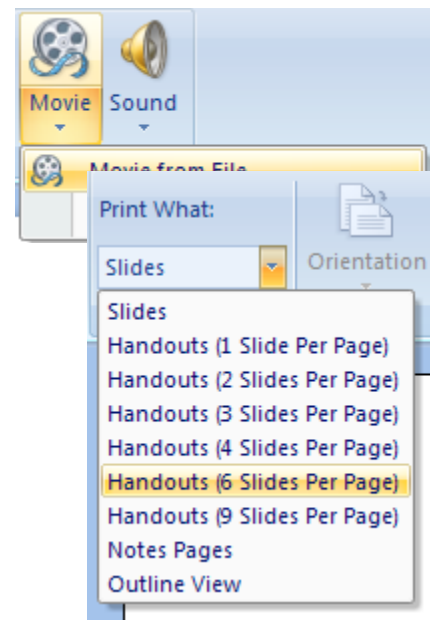 Movie Sound
Movie from File
Print What:
Slides
Orientation
Slides
Handouts (1 Slide Per Page)
Handouts (2 Slides Per Page)
Handouts (3 Slides Per Page)
Handouts (4 Slides Per Page)
Handouts (6 Slides Per Page)
Handouts (9 Slides Per Page)
Notes Pages
Outline View